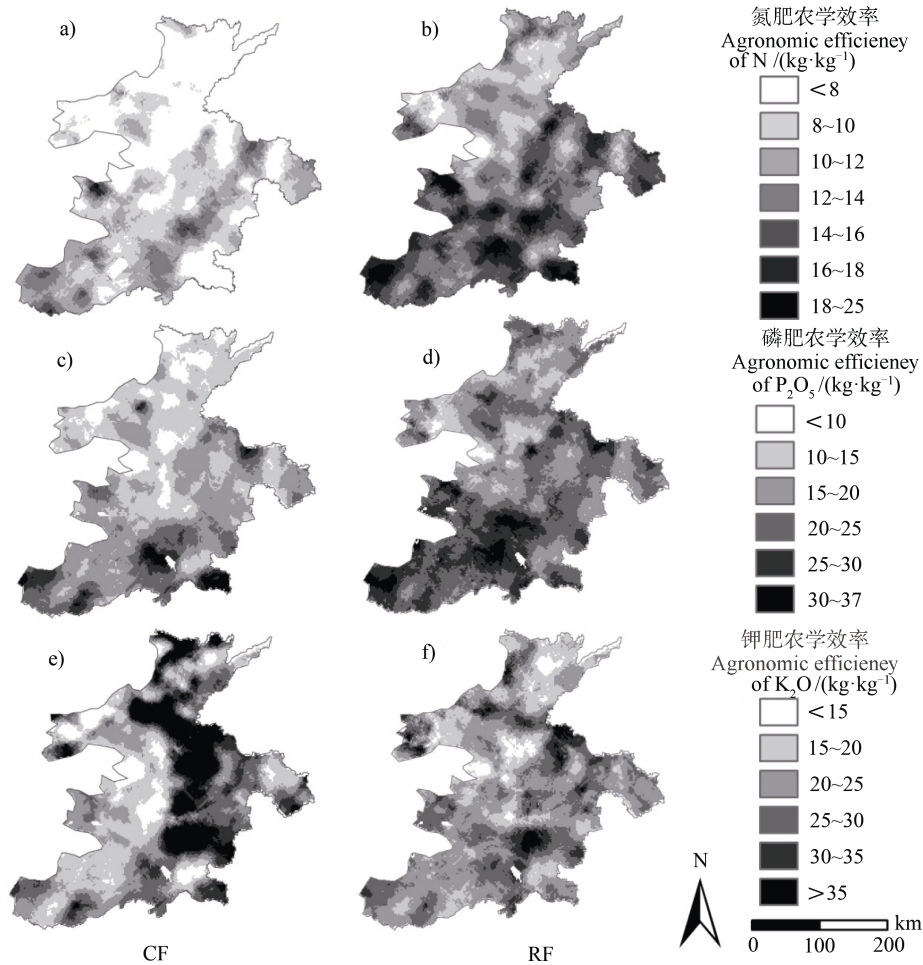 a)
b)
氮肥农学效率
Agronomic efficieney
of N /(kg·kg⁻¹)
<8
8~10
10~12
12~14
14~16
16~18
18~25
c)
d)
磷肥农学效率
Agronomic efficieney
of P₂O₅ /(kg·kg⁻¹)
<10
10~15
15~20
20~25
25~30
30~37
e)
f)
钾肥农学效率
Agronomic efficieney
of K₂O /(kg·kg⁻¹)
<15
15~20
20~25
25~30
30~35
>35
N
km
0 100 200
CF
RF